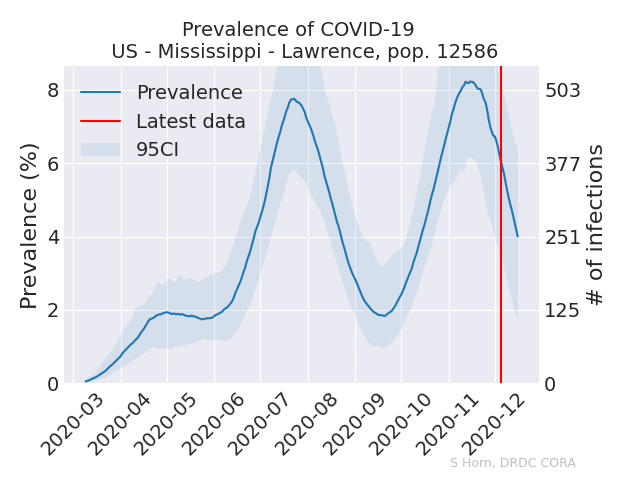 Prevalence of COVID-19
US - Mississippi - Lawrence, pop. 12586
Prevalence
Latest data
95CI
Prevalence (%)
8
6
4
2
0
503
377
251
125
0
# of infections
2020-03
2020-04
2020-05
2020-06
2020-07
2020-08
2020-09
2020-10
2020-11
2020-12
S Horn, DRDC CORA